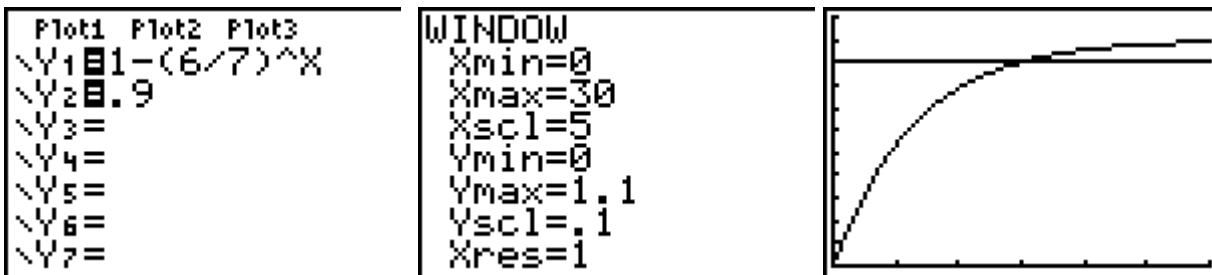 Plot1 Plot2 Plot3
\Y1=1-(6/7)^X
\Y2=.9
\Y3=
\Y4=
\Y5=
\Y6=
\Y7=
WINDOW
Xmin=0
Xmax=30
Xscl=5
Ymin=0
Ymax=1.1
Yscl=.1
Xres=1